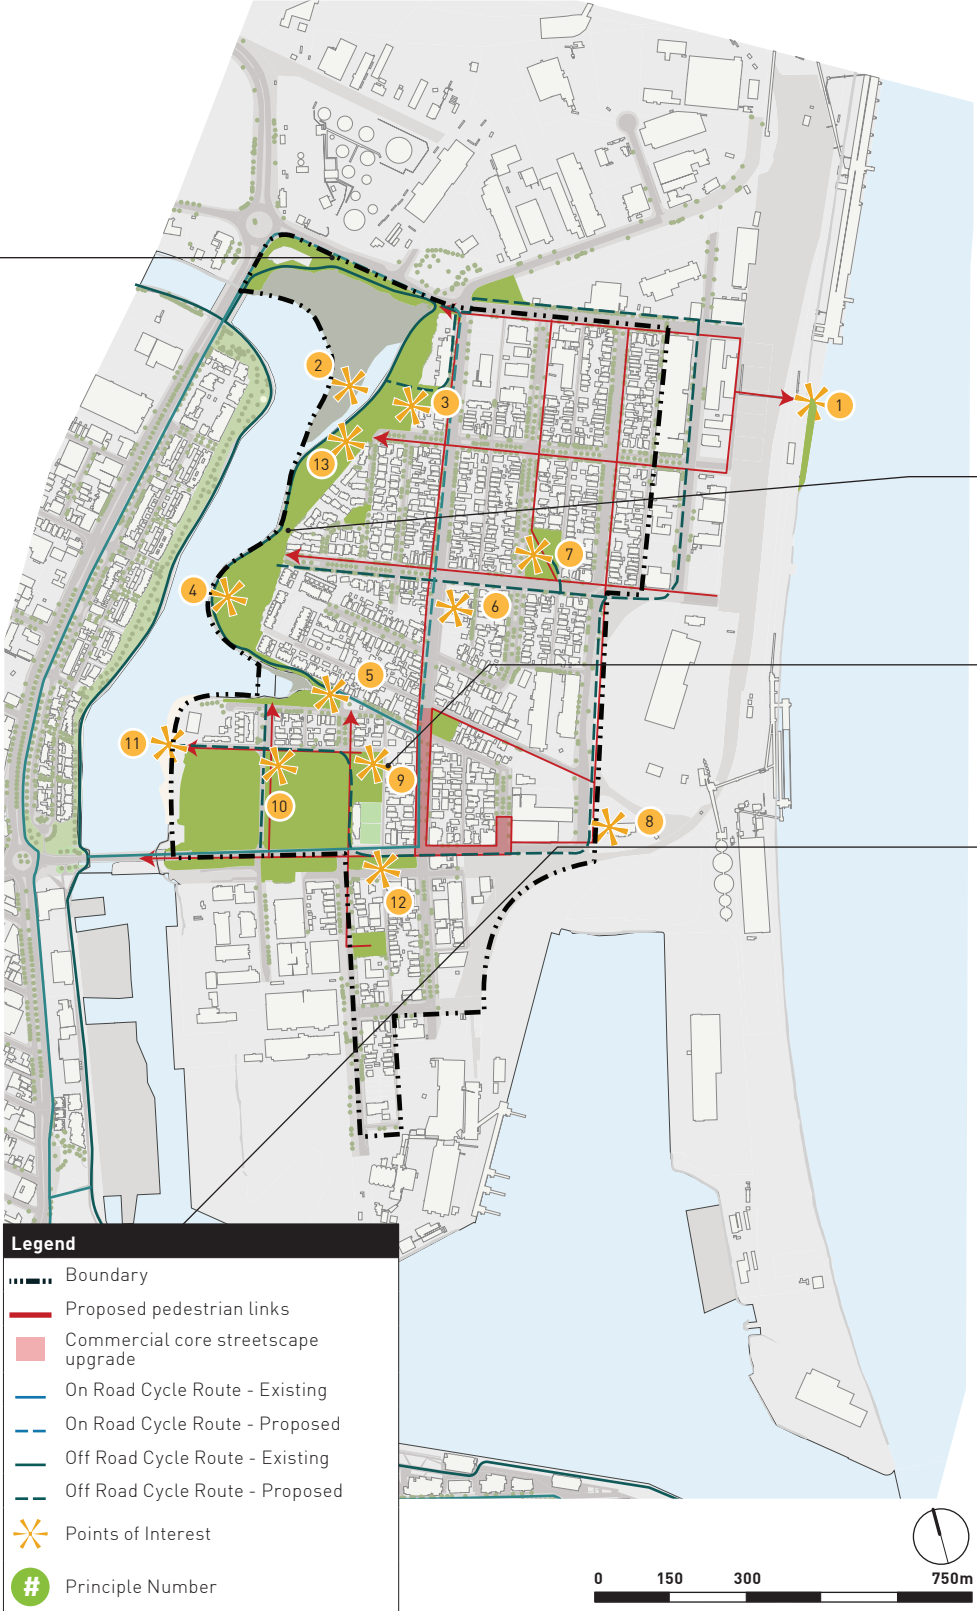 2
3
1
13
7
4
6
5
11
9
10
8
12
Legend
Boundary
Proposed pedestrian links
Commercial core streetscape
upgrade
On Road Cycle Route - Existing
On Road Cycle Route - Proposed
Off Road Cycle Route - Existing
Off Road Cycle Route - Proposed
Points of Interest
# Principle Number
0 150 300 750m